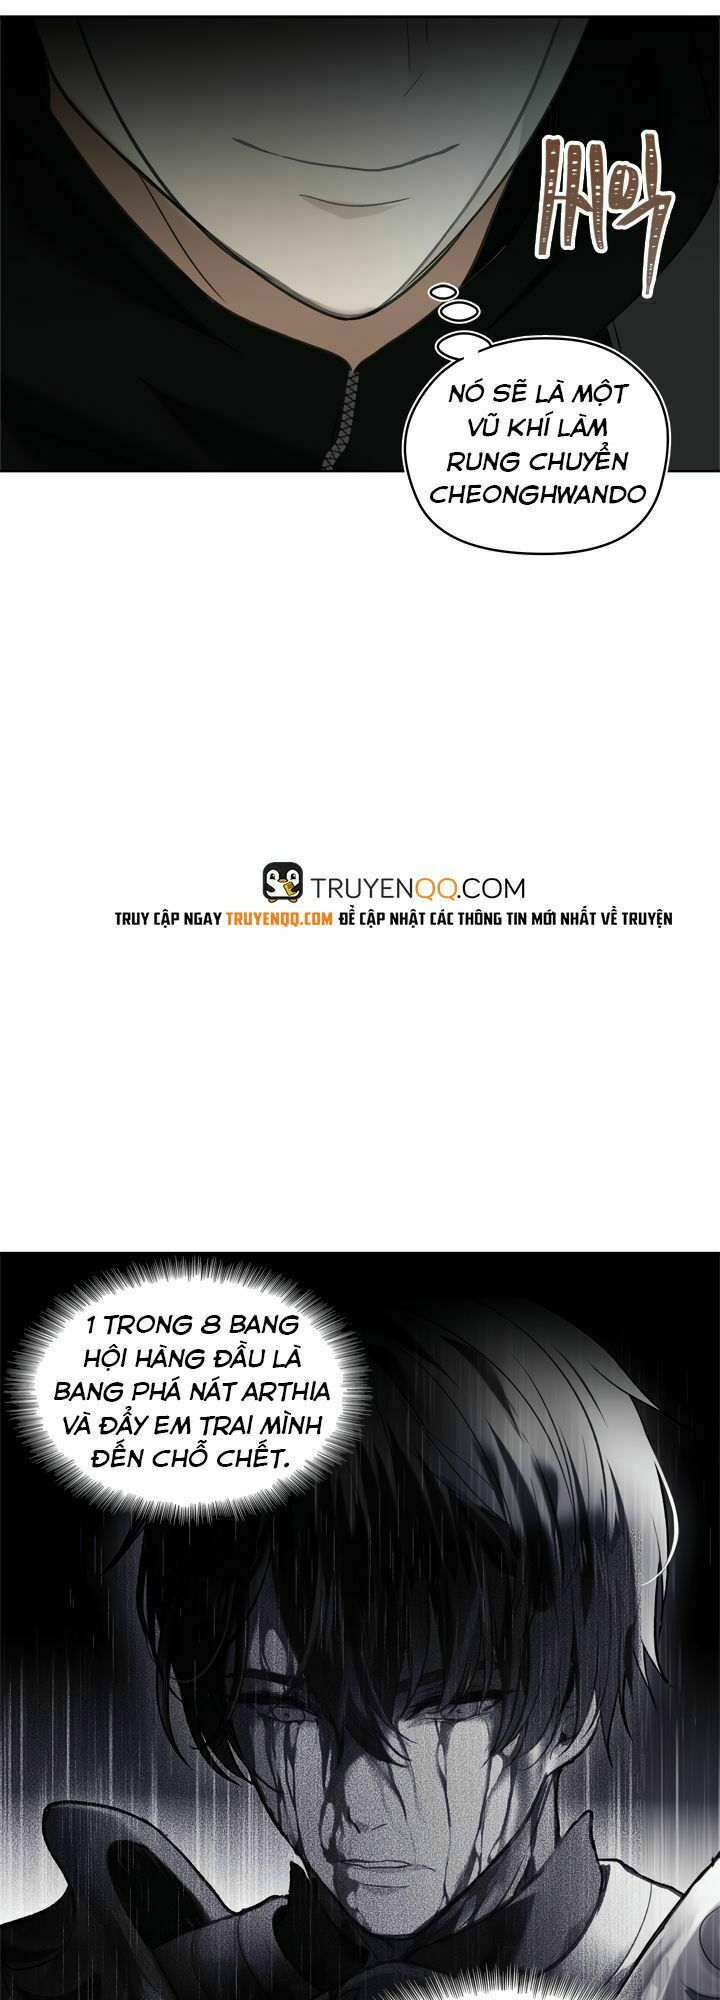 씨익
NÓ SẼ LÀ MỘT
VŨ KHÍ LÀM
RUNG CHUYỂN
CHEONGHWANDO
TRUYENQQ.COM
TRUY CẬP NGAY TRUYENQQ.COM ĐỂ CẬP NHẬT CÁC THÔNG TIN MỚI NHẤT VỀ TRUYỆN
1 TRONG 8 BANG
HỘI HÀNG ĐẦU LÀ
BANG PHÁ NÁT ARTHIA
VÀ ĐẨY EM TRAI MÌNH
ĐẾN CHỖ CHẾT.